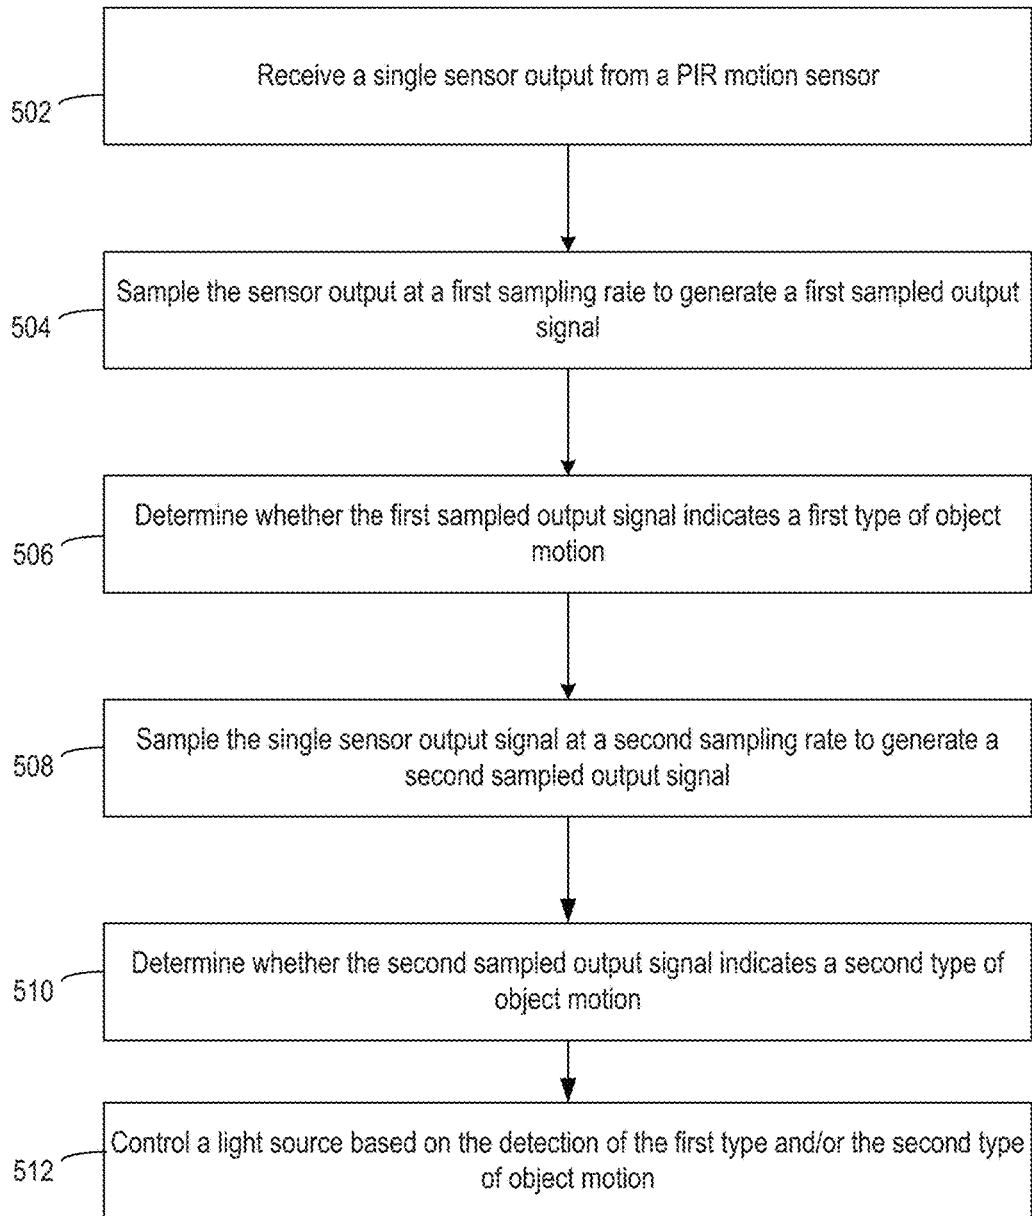 Receive a single sensor output from a PIR motion sensor
502
Sample the sensor output at a first sampling rate to generate a first sampled output
signal
504
Determine whether the first sampled output signal indicates a first type of object
motion
506
Sample the single sensor output signal at a second sampling rate to generate a
second sampled output signal
508
Determine whether the second sampled output signal indicates a second type of
object motion
510
Control a light source based on the detection of the first type and/or the second type
of object motion
512